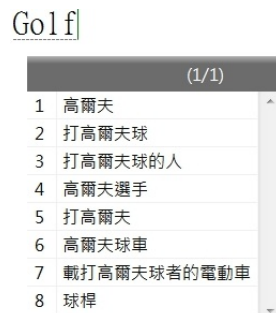 Golf
(1/1)
1 高爾夫
2 打高爾夫球
3 打高爾夫球的人
4 高爾夫選手
5 打高爾夫
6 高爾夫球車
7 載打高爾夫球者的電動車
8 球桿